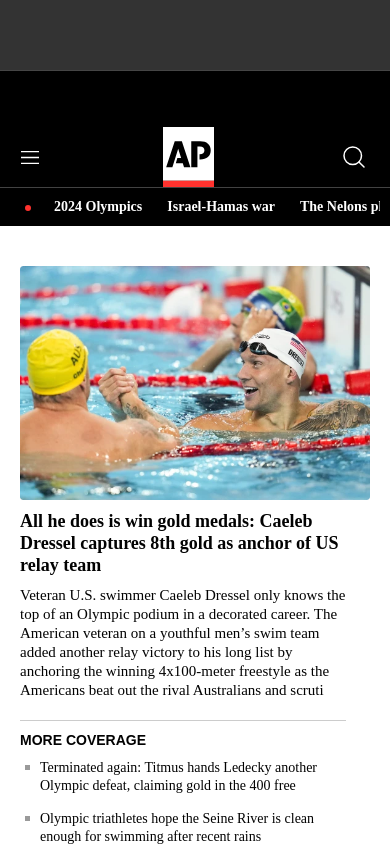 AP
2024 Olympics Israel-Hamas war The Nelons pl
All he does is win gold medals: Caeleb
Dressel captures 8th gold as anchor of US
relay team
Veteran U.S. swimmer Caeleb Dressel only knows the
top of an Olympic podium in a decorated career. The
American veteran on a youthful men’s swim team
added another relay victory to his long list by
anchoring the winning 4x100-meter freestyle as the
Americans beat out the rival Australians and scruti
MORE COVERAGE
Terminated again: Titmus hands Ledecky another
Olympic defeat, claiming gold in the 400 free
Olympic triathletes hope the Seine River is clean
enough for swimming after recent rains